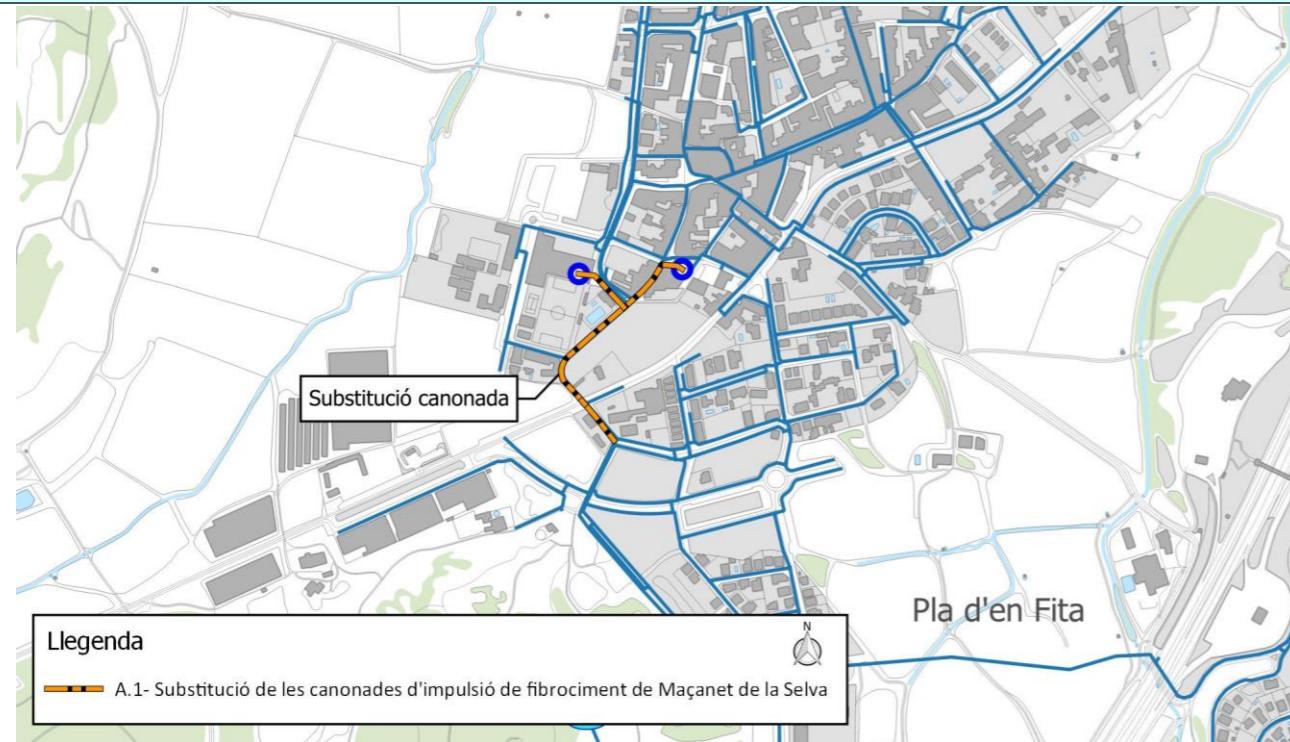 Substitució canonada
Pla d'en Fita
Llegenda
N
A.1- Substitució de les canonades d'impulsió de fibrociment de Maçanet de la Selva